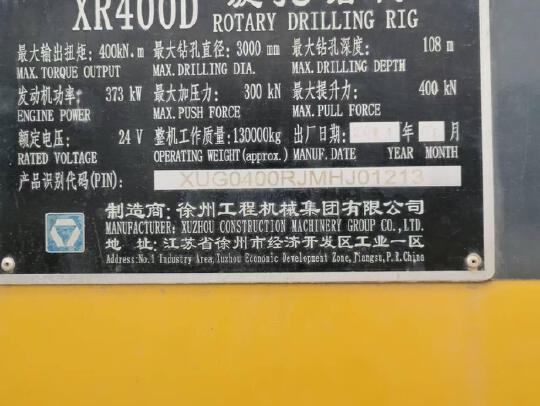 XR400D
ROTARY DRILLING RIG
最大输出扭矩: 400kN.m 最大钻孔直径: 3000 mm 最大钻孔深度: 108 m
MAX. TORQUE OUTPUT MAX. DRILLING DIA. MAX. DRILLING DEPTH
发动机功率: 373 kW 最大加压力: 300 kN 最大提升力: 400 kN
ENGINE POWER MAX. PUSH FORCE MAX. PULL FORCE
额定电压: 24 V 整机工作质量: 130000kg 出厂日期: 年 月
RATED VOLTAGE OPERATING WEIGHT(approx.) MANUF. DATE YEAR MONTH
产品识别代码(PIN): XUG0400RJMHJ01213
制造商: 徐州工程机械集团有限公司
MANUFACTURER: XUZHOU CONSTRUCTION MACHINERY GROUP CO.,LTD.
地 址: 江苏省徐州市经济开发区工业一区
Address:No.1 Industry Area,Xuzhou Economic Development Zone,Jiangsu,P.R.China